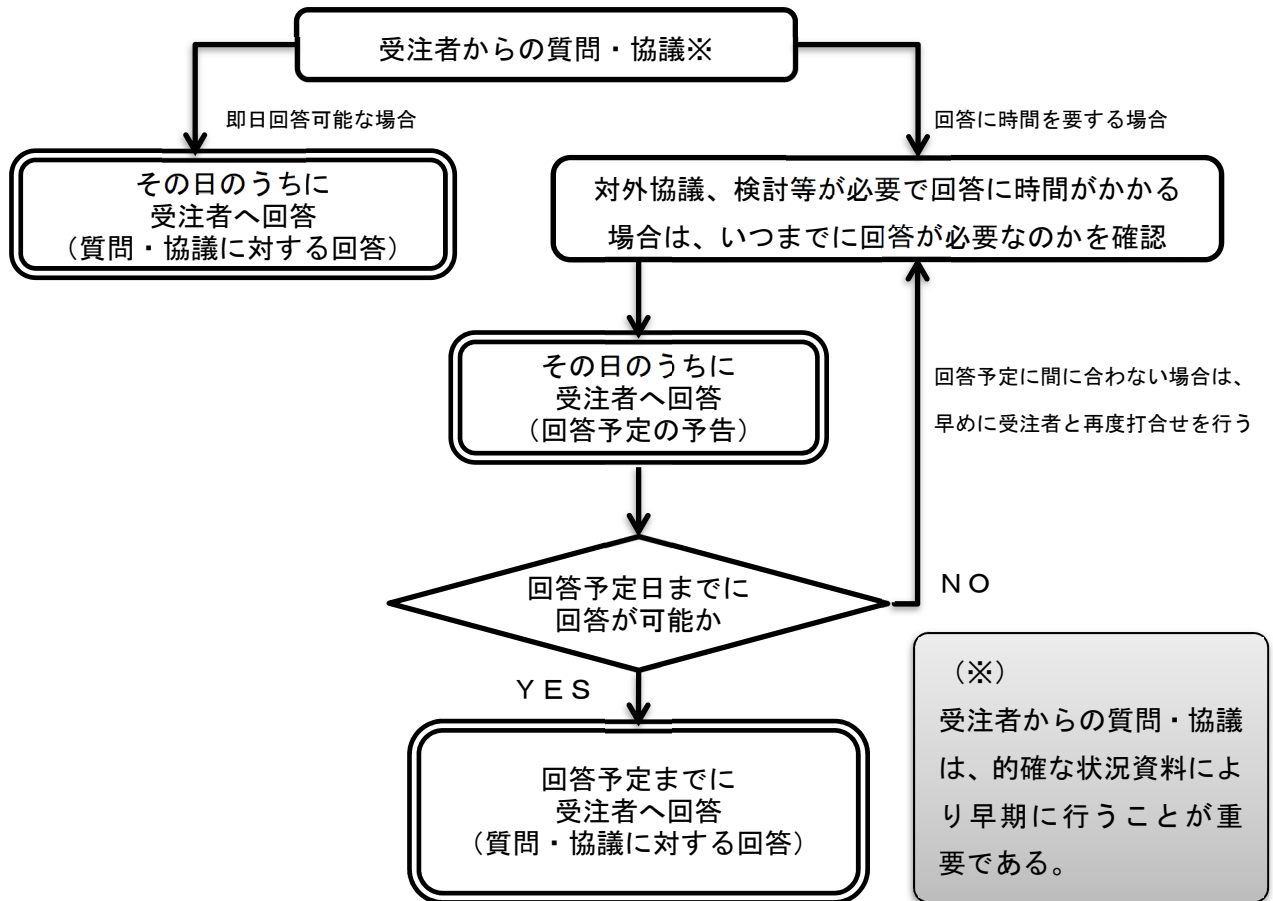 受注者からの質問・協議※
即日回答可能な場合
回答に時間を要する場合
その日のうちに
受注者へ回答
（質問・協議に対する回答）
対外協議、検討等が必要で回答に時間がかかる
場合は、いつまでに回答が必要なのかを確認
その日のうちに
受注者へ回答
（回答予定の予告）
回答予定に間に合わない場合は、
早めに受注者と再度打合せを行う
回答予定日までに
回答が可能か
ＮＯ
ＹＥＳ
回答予定までに
受注者へ回答
（質問・協議に対する回答）
（※）
受注者からの質問・協議
は、的確な状況資料によ
り早期に行うことが重
要である。